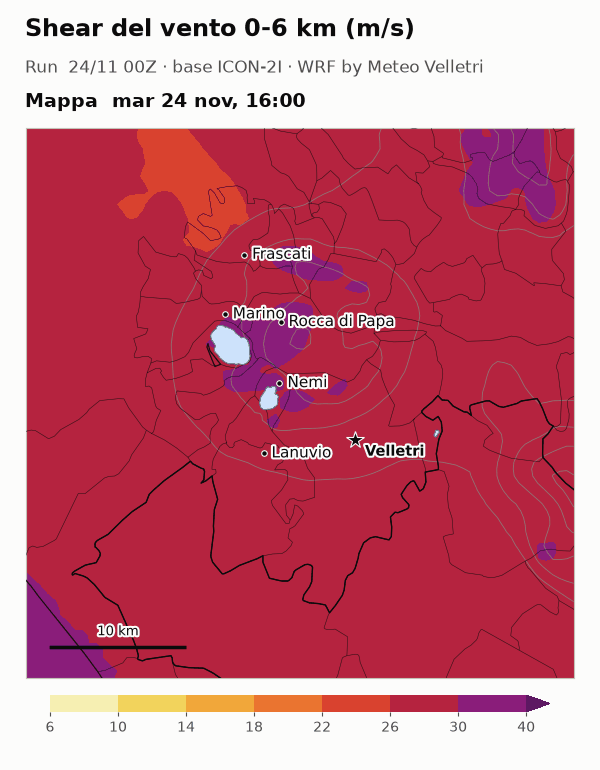 Shear del vento 0-6 km (m/s)
Run  24/11 00Z · base ICON-2I · WRF by Meteo Velletri
Mappa  mar 24 nov, 16:00
Frascati
Marino
Rocca di Papa
Nemi
Velletri
Lanuvio
10 km
6 10 14 18 22 26 30 40